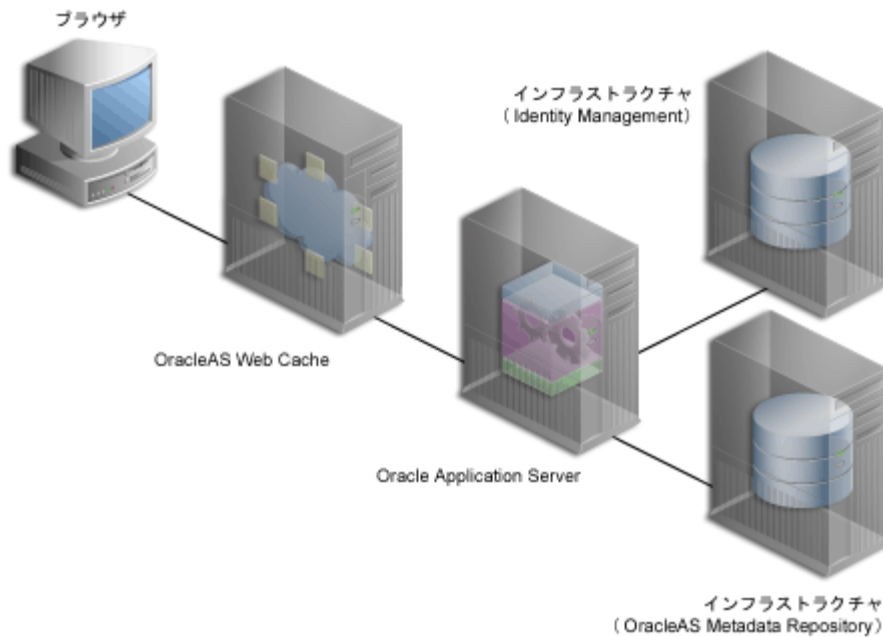 ブラウザ
インフラストラクチャ
( Identity Management)
OracleAS Web Cache
Oracle Application Server
インフラストラクチャ
( OracleAS Metadata Repository)